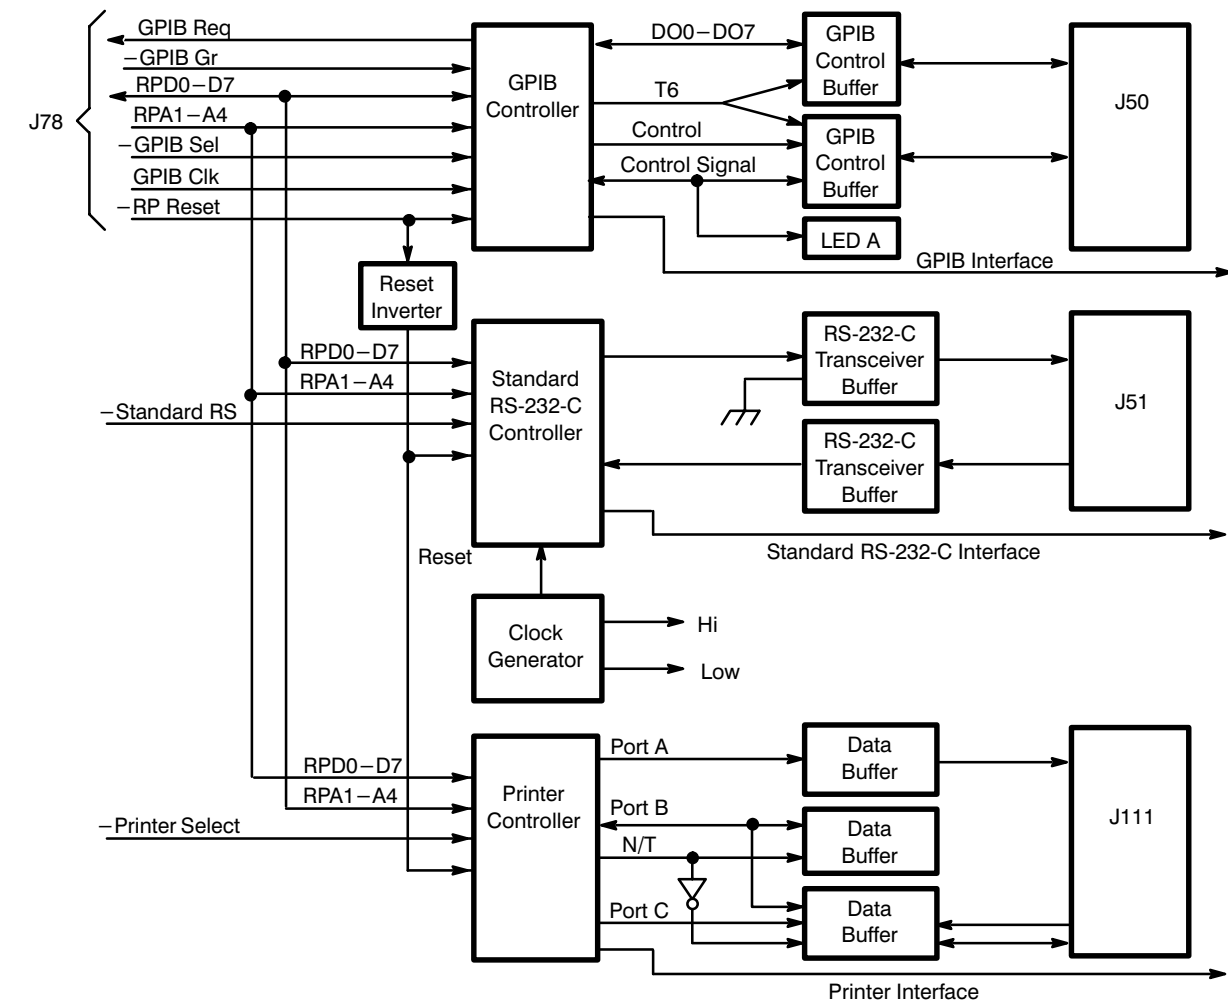 GPIB Req
−GPIB Gr
RPD0−D7
RPA1−A4
−GPIB Sel
GPIB Clk
−RP Reset
J78
GPIB
Controller
DO0−DO7
T6
Control
Control Signal
GPIB
Control
Buffer
GPIB
Control
Buffer
LED A
J50
GPIB Interface
Reset
Inverter
RPD0−D7
RPA1−A4
−Standard RS
Standard
RS-232-C
Controller
RS-232-C
Transceiver
Buffer
RS-232-C
Transceiver
Buffer
J51
Standard RS-232-C Interface
Reset
Clock
Generator
Hi
Low
RPD0−D7
RPA1−A4
−Printer Select
Printer
Controller
Port A
Port B
N/T
Port C
Data
Buffer
Data
Buffer
Data
Buffer
J111
Printer Interface